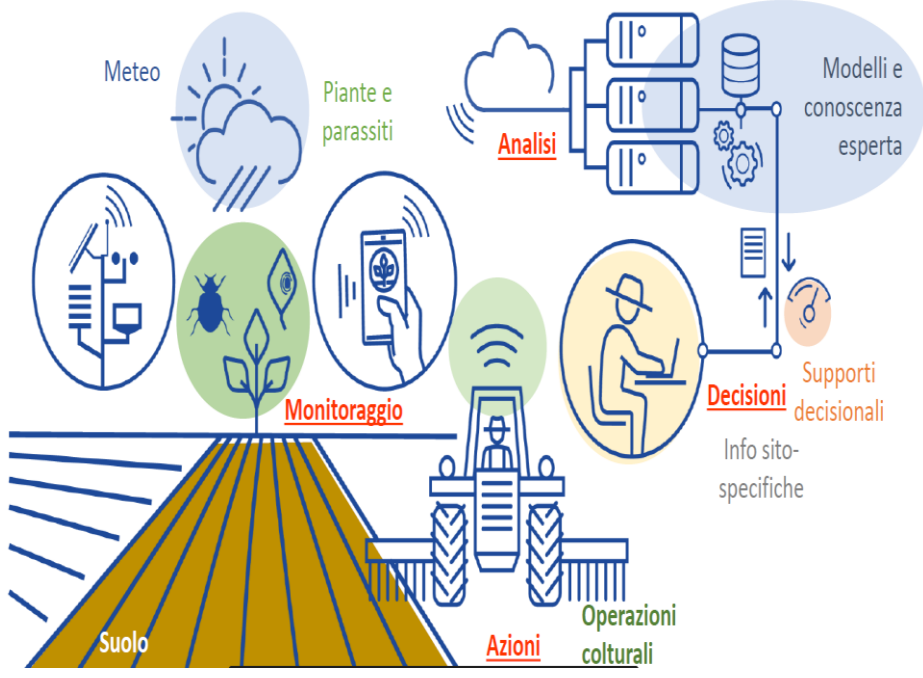 Meteo
Piante e
parassiti
Analisi
Modelli e
conoscenza
esperta
Monitoraggio
Decisioni
Supporti
decisionali
Info sito-
specifiche
Suolo
Azioni
Operazioni
colturali